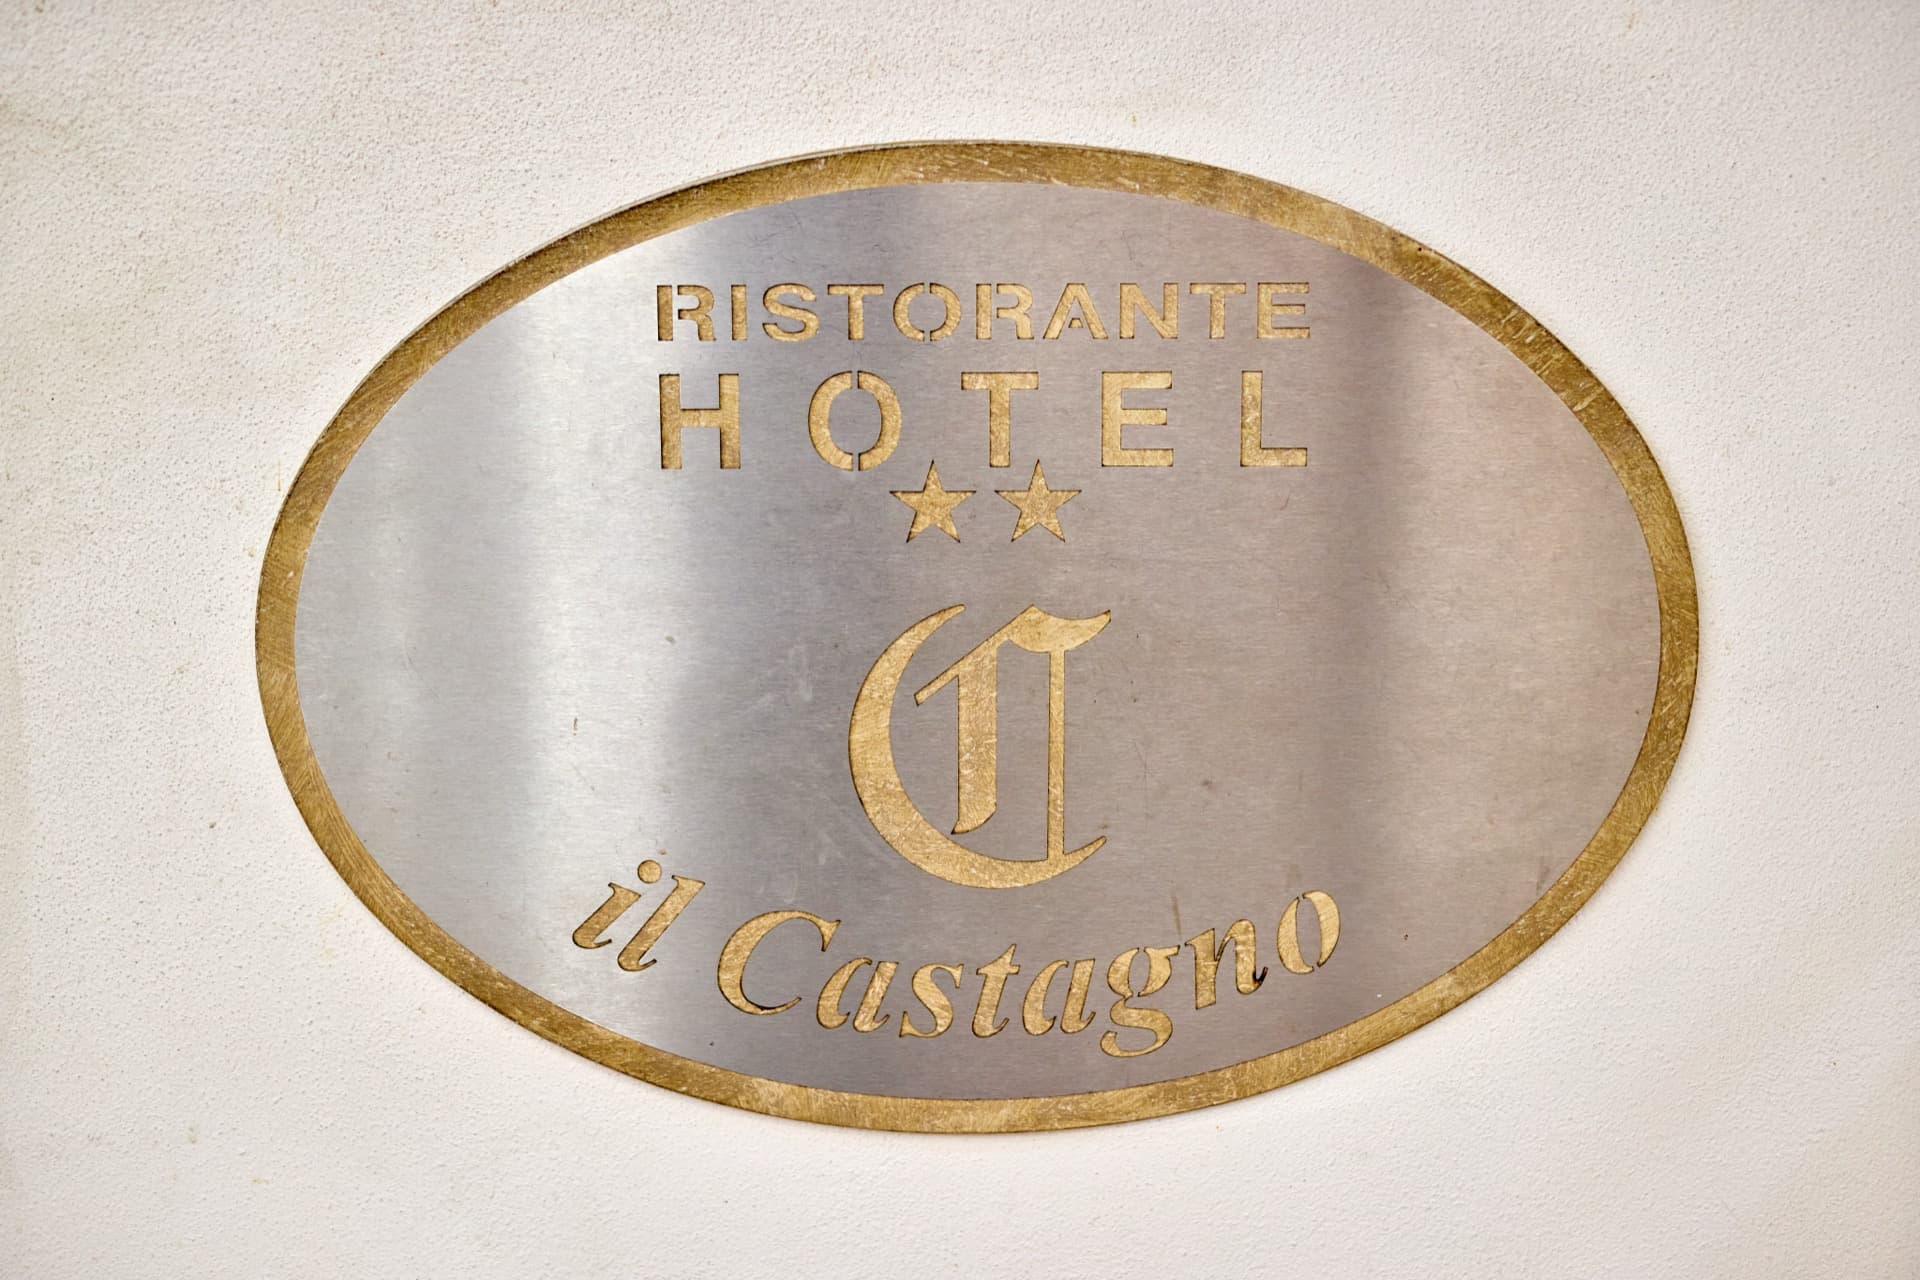 RISTORANTE
HOTEL
★★
C
il Castagno